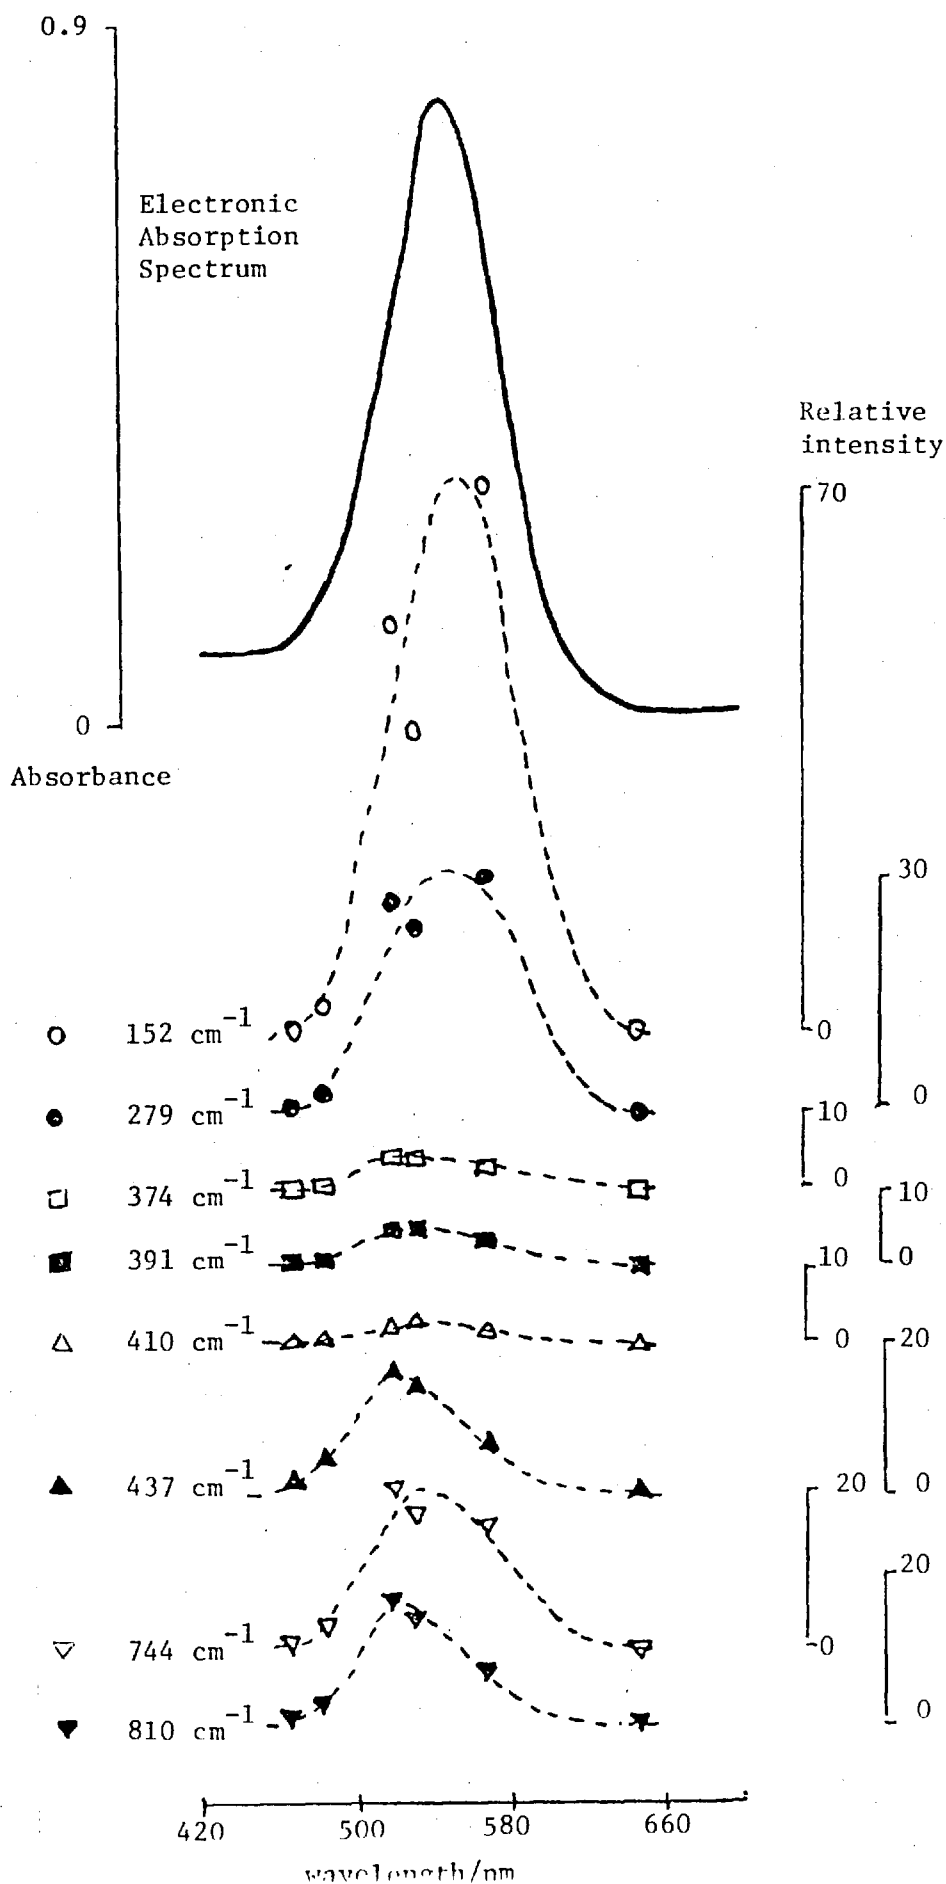 0.9
Electronic
Absorption
Spectrum
Relative
intensity
70
0
Absorbance
30
152 cm-1
0
279 cm-1
10
0
374 cm-1
0
10
391 cm-1
10
0
410 cm-1
0
20
437 cm-1
20
0
20
744 cm-1
0
810 cm-1
0
420
500
580
660
wavelength/nm